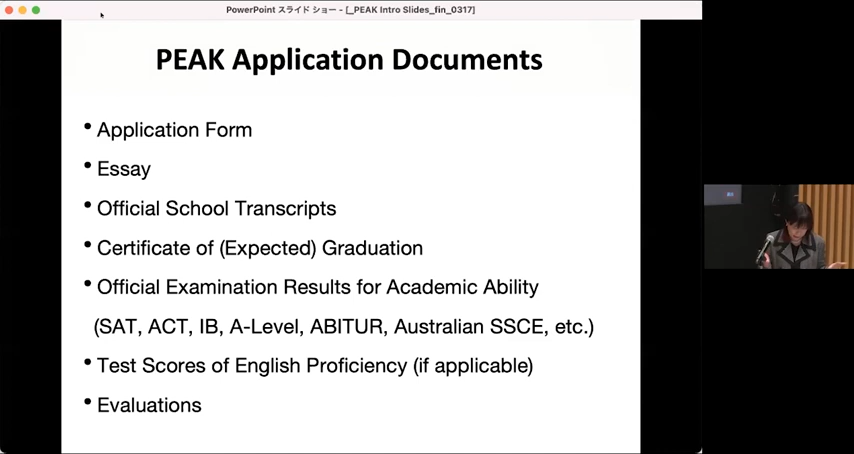 PowerPoint スライド ショー - [_PEAK Intro Slides_fin_0317]
PEAK Application Documents
• Application Form
• Essay
• Official School Transcripts
• Certificate of (Expected) Graduation
• Official Examination Results for Academic Ability
(SAT, ACT, IB, A-Level, ABITUR, Australian SSCE, etc.)
• Test Scores of English Proficiency (if applicable)
• Evaluations